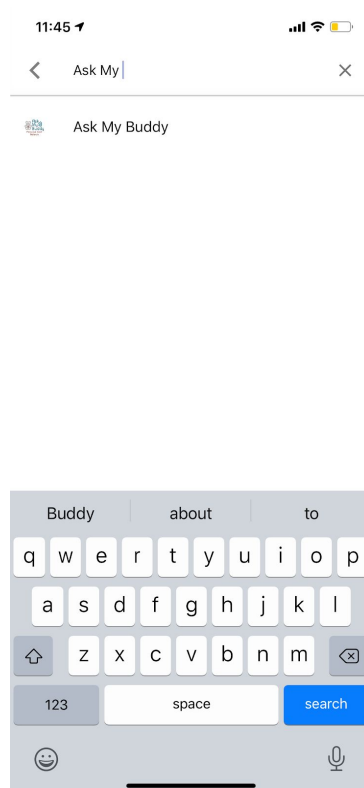 11:45
Ask My
Ask My Buddy
Buddy about to
q w e r t y u i o p
a s d f g h j k l
z x c v b n m
123 space search